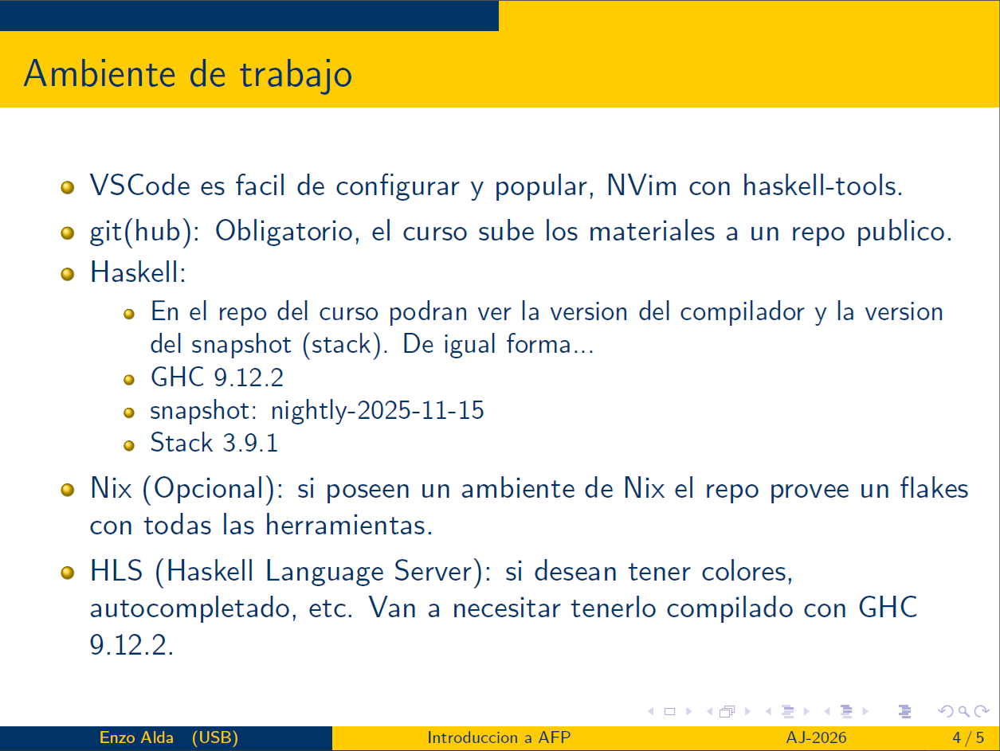 Ambiente de trabajo
VSCode es facil de configurar y popular, NVim con haskell-tools.
git(hub): Obligatorio, el curso sube los materiales a un repo publico.
Haskell:
En el repo del curso podran ver la version del compilador y la version
del snapshot (stack). De igual forma...
GHC 9.12.2
snapshot: nightly-2025-11-15
Stack 3.9.1
Nix (Opcional): si poseen un ambiente de Nix el repo provee un flakes
con todas las herramientas.
HLS (Haskell Language Server): si desean tener colores,
autocompletado, etc. Van a necesitar tenerlo compilado con GHC
9.12.2.
Enzo Alda (USB) Introduccion a AFP AJ-2026 4 / 5